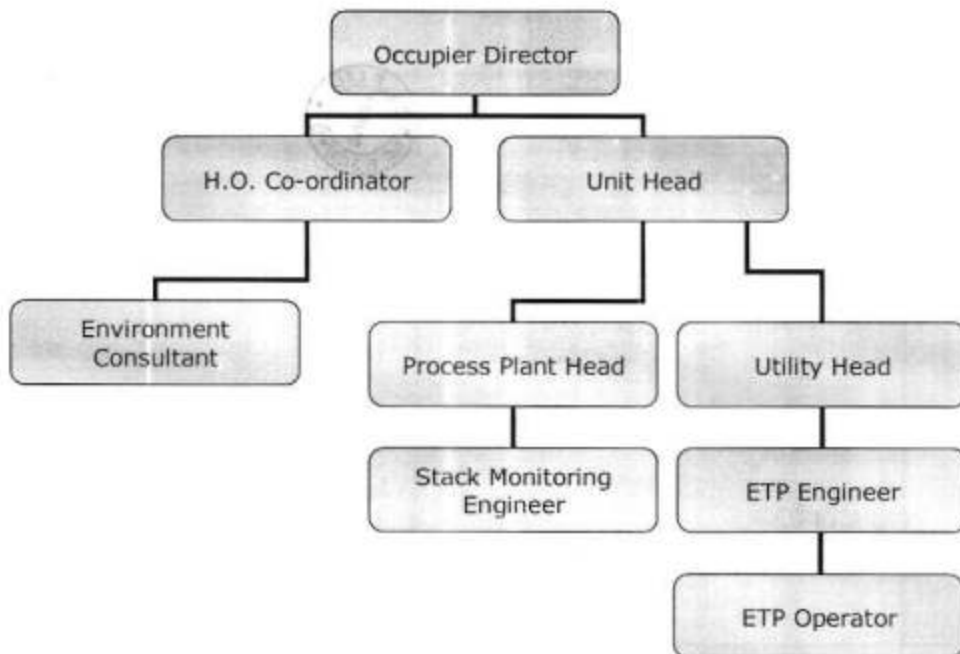 Occupier Director
H.O. Co-ordinator
Unit Head
Environment
Consultant
Process Plant Head
Utility Head
Stack Monitoring
Engineer
ETP Engineer
ETP Operator